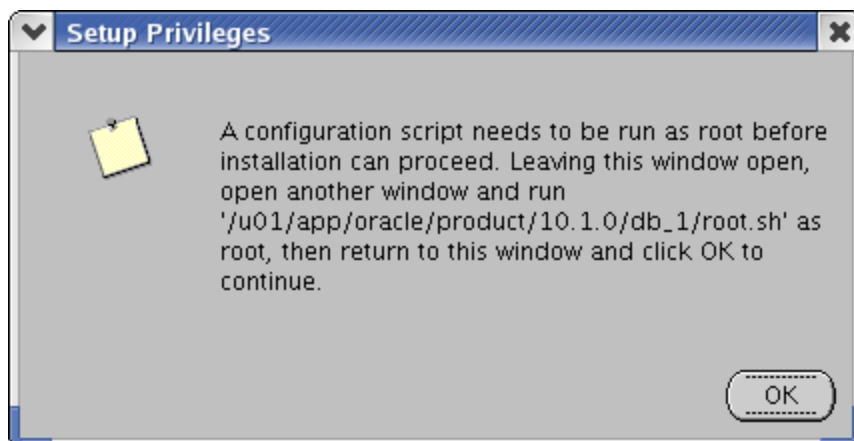 Setup Privileges
A configuration script needs to be run as root before
installation can proceed. Leaving this window open,
open another window and run
'/u01/app/oracle/product/10.1.0/db_1/root.sh' as
root, then return to this window and click OK to
continue.
OK